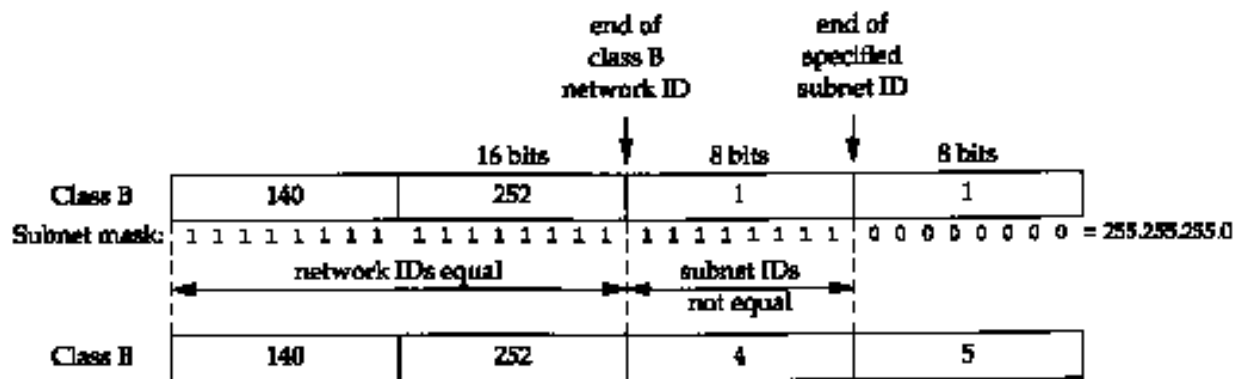 end of
class B
network ID
end of
specified
subnet ID
16 bits
8 bits
8 bits
Class B 140 252 1 1
Subnet mask: 1 1 1 1 1 1 1 1 1 1 1 1 1 1 1 1 1 1 1 1 1 1 1 1 0 0 0 0 0 0 0 0 = 255.255.255.0
network IDs equal
subnet IDs
not equal
Class B 140 252 4 5